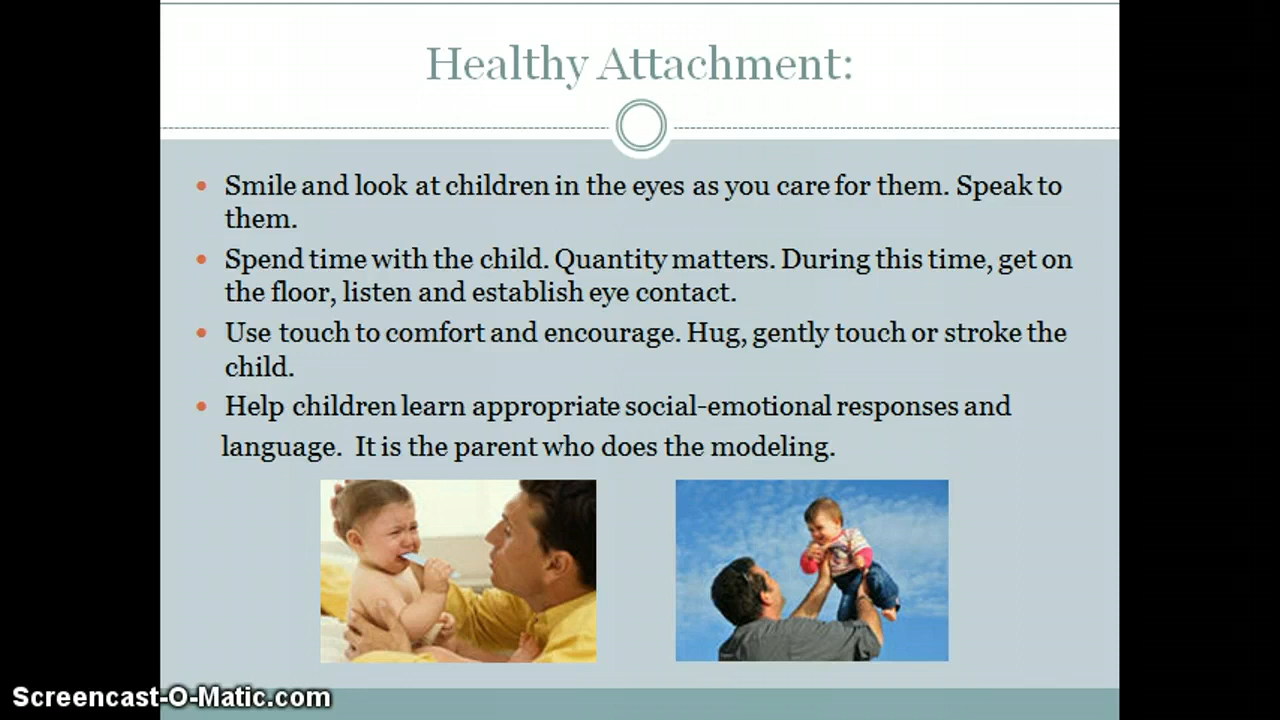 Healthy Attachment:
Smile and look at children in the eyes as you care for them. Speak to
them.
Spend time with the child. Quantity matters. During this time, get on
the floor, listen and establish eye contact.
Use touch to comfort and encourage. Hug, gently touch or stroke the
child.
Help children learn appropriate social-emotional responses and
language. It is the parent who does the modeling.
Screencast-O-Matic.com